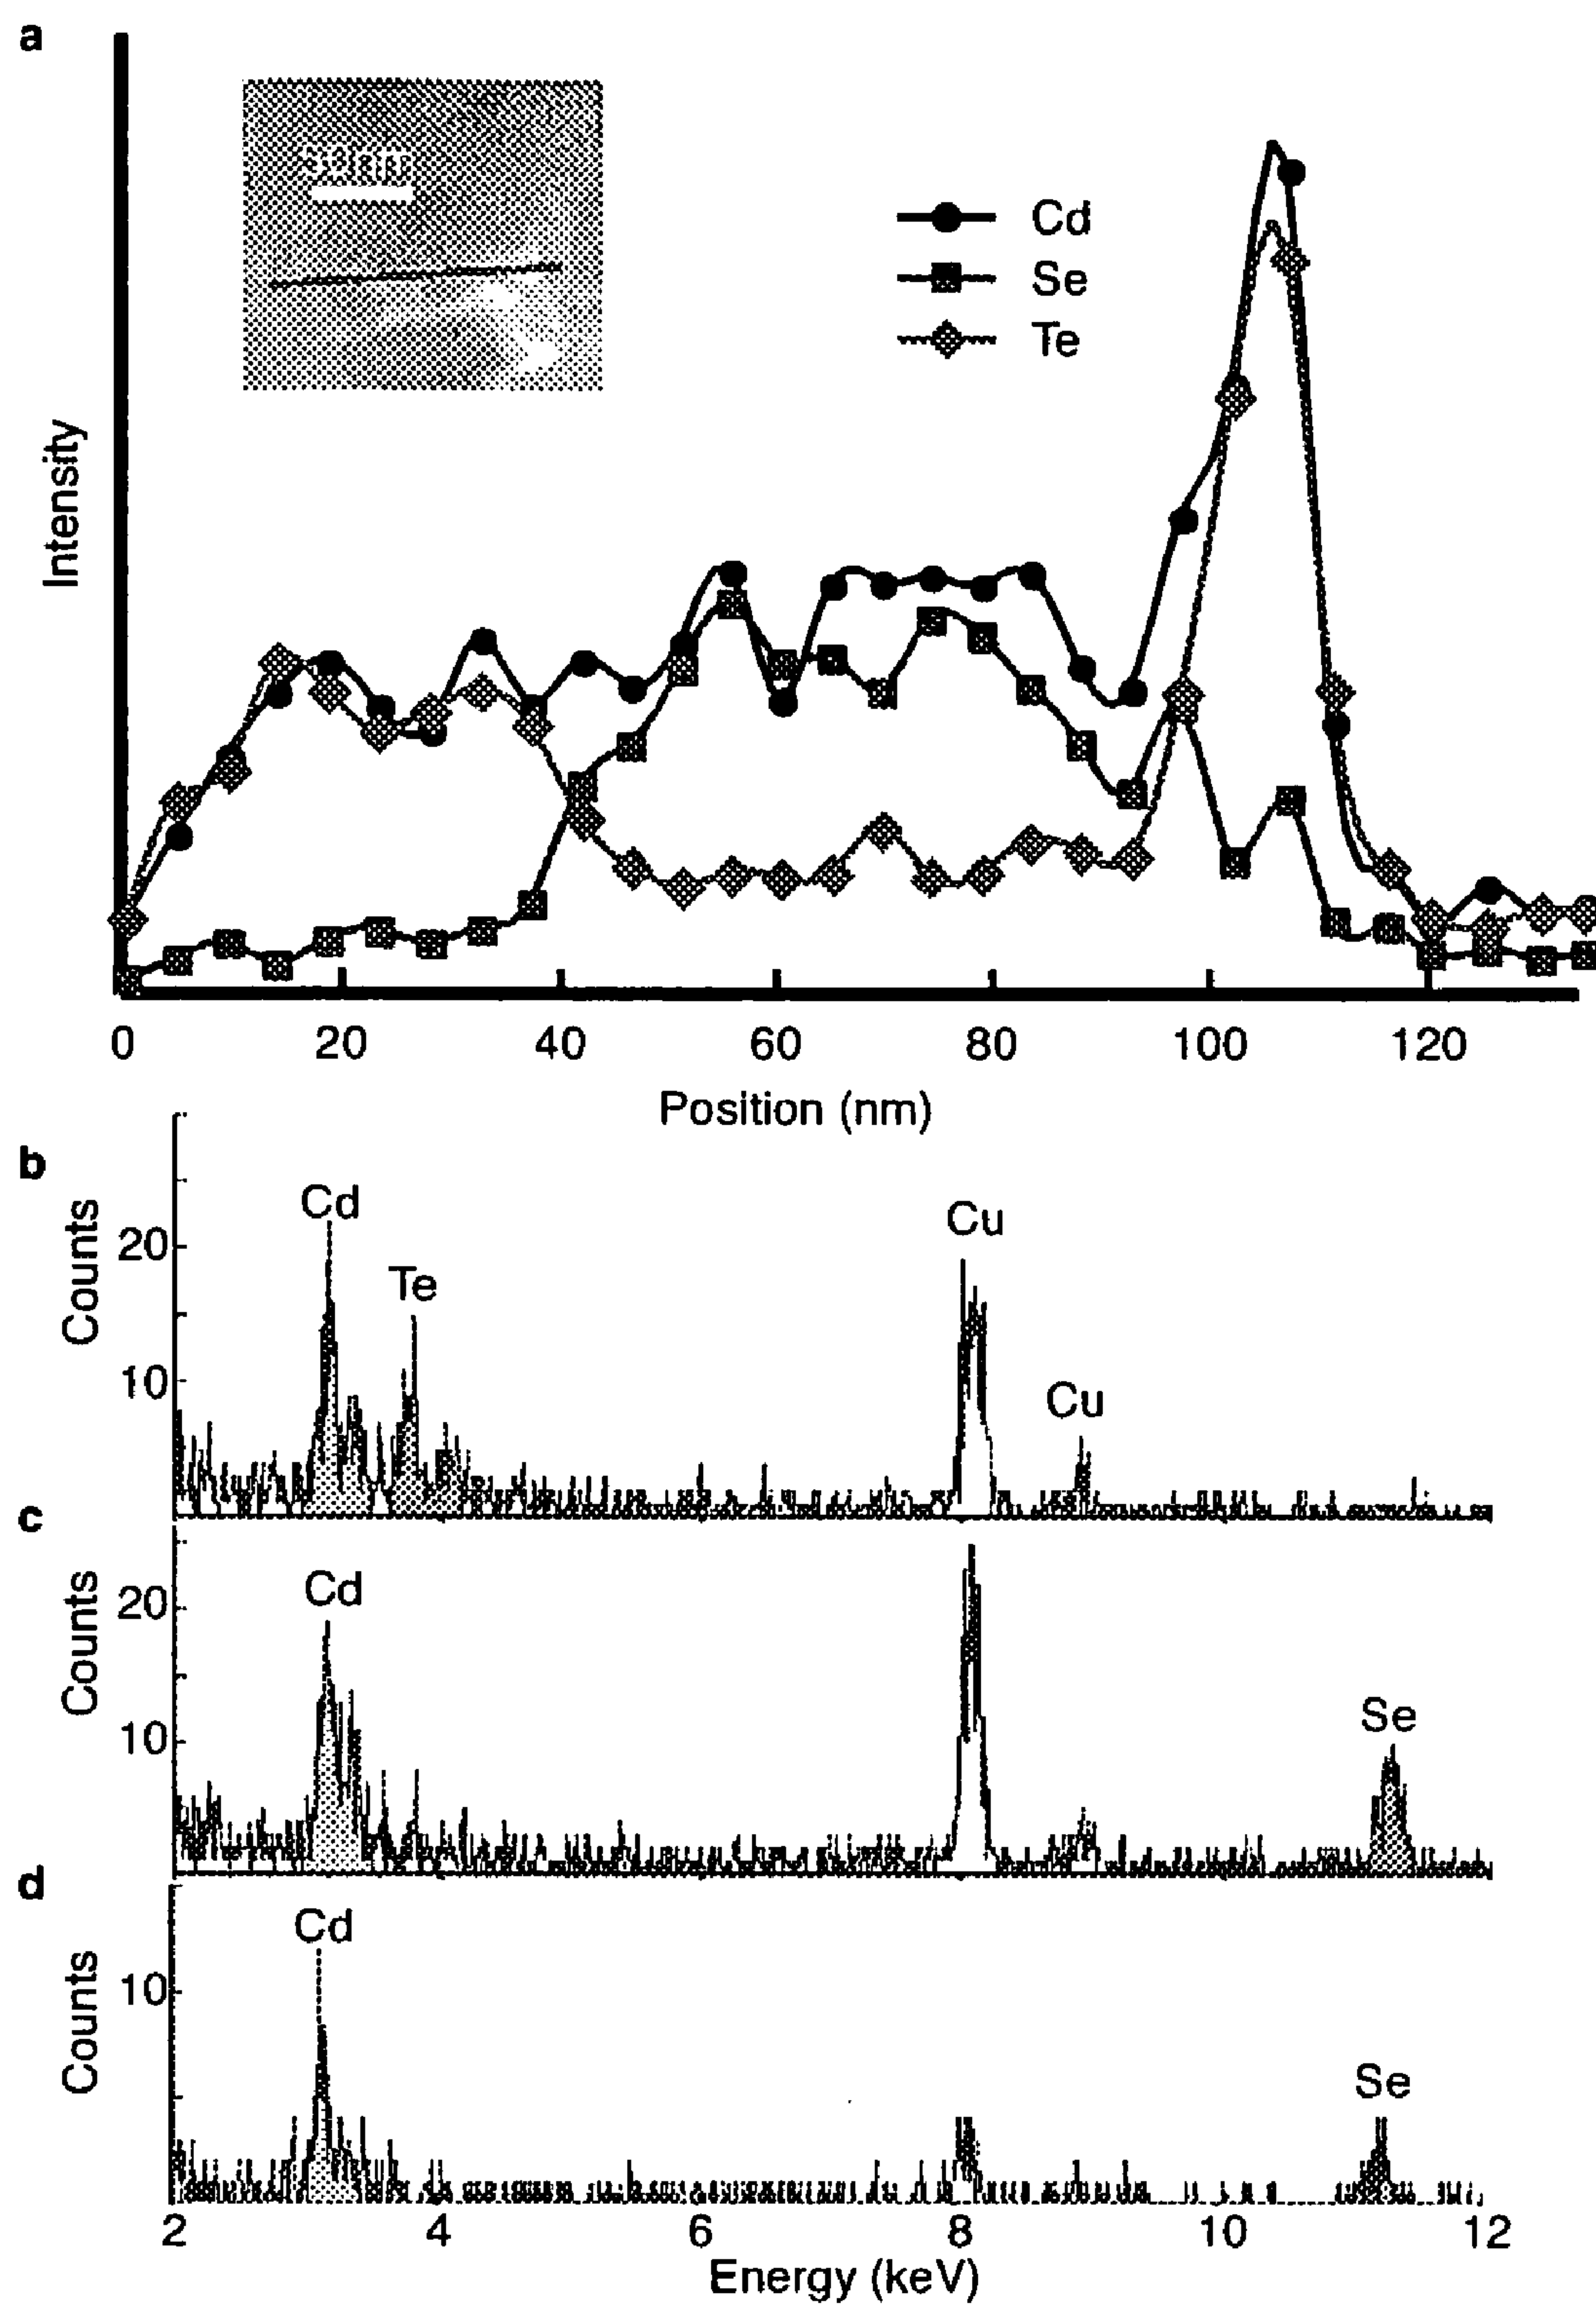 a
Cd
Se
Te
Intensity
0 20 40 60 80 100 120
Position (nm)
b
Cd
Te
Cu
Cu
Counts
20
10
c
Cd
Se
Counts
20
10
d
Cd
Se
Counts
10
2 4 6 8 10 12
Energy (keV)